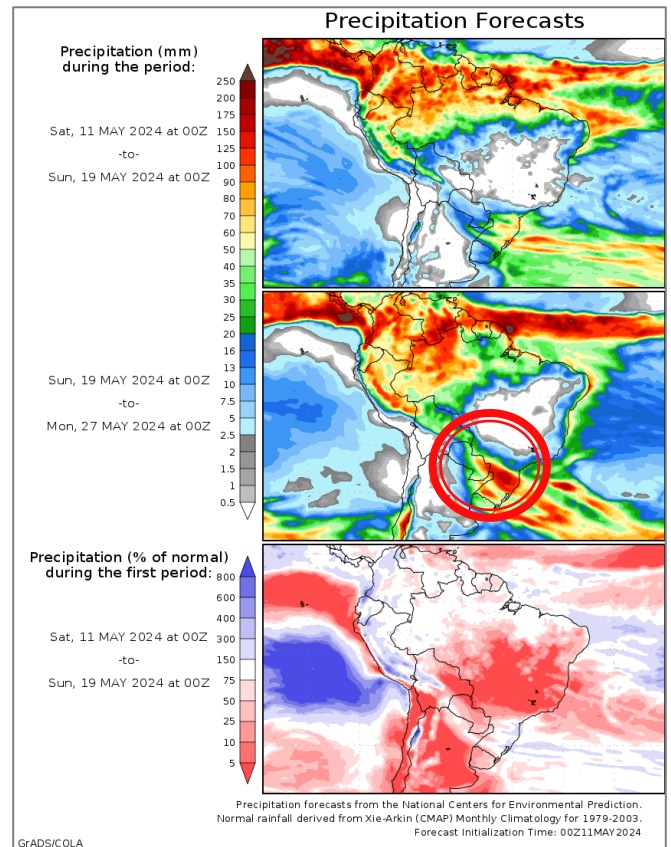 Precipitation Forecasts
Precipitation (mm)
during the period:
Sat, 11 MAY 2024 at 00Z
-to-
Sun, 19 MAY 2024 at 00Z
250
200
175
150
125
100
90
80
70
60
50
40
35
30
25
20
16
13
10
7.5
5
2.5
2
1.5
1
0.5
Sun, 19 MAY 2024 at 00Z
-to-
Mon, 27 MAY 2024 at 00Z
Precipitation (% of normal)
during the first period:
Sat, 11 MAY 2024 at 00Z
-to-
Sun, 19 MAY 2024 at 00Z
800
600
400
300
150
75
50
25
10
5
Precipitation forecasts from the National Centers for Environmental Prediction.
Normal rainfall derived from Xie-Arkin (CMAP) Monthly Climatology for 1979-2003.
Forecast Initialization Time: 00Z11MAY2024
GrADS/COLA